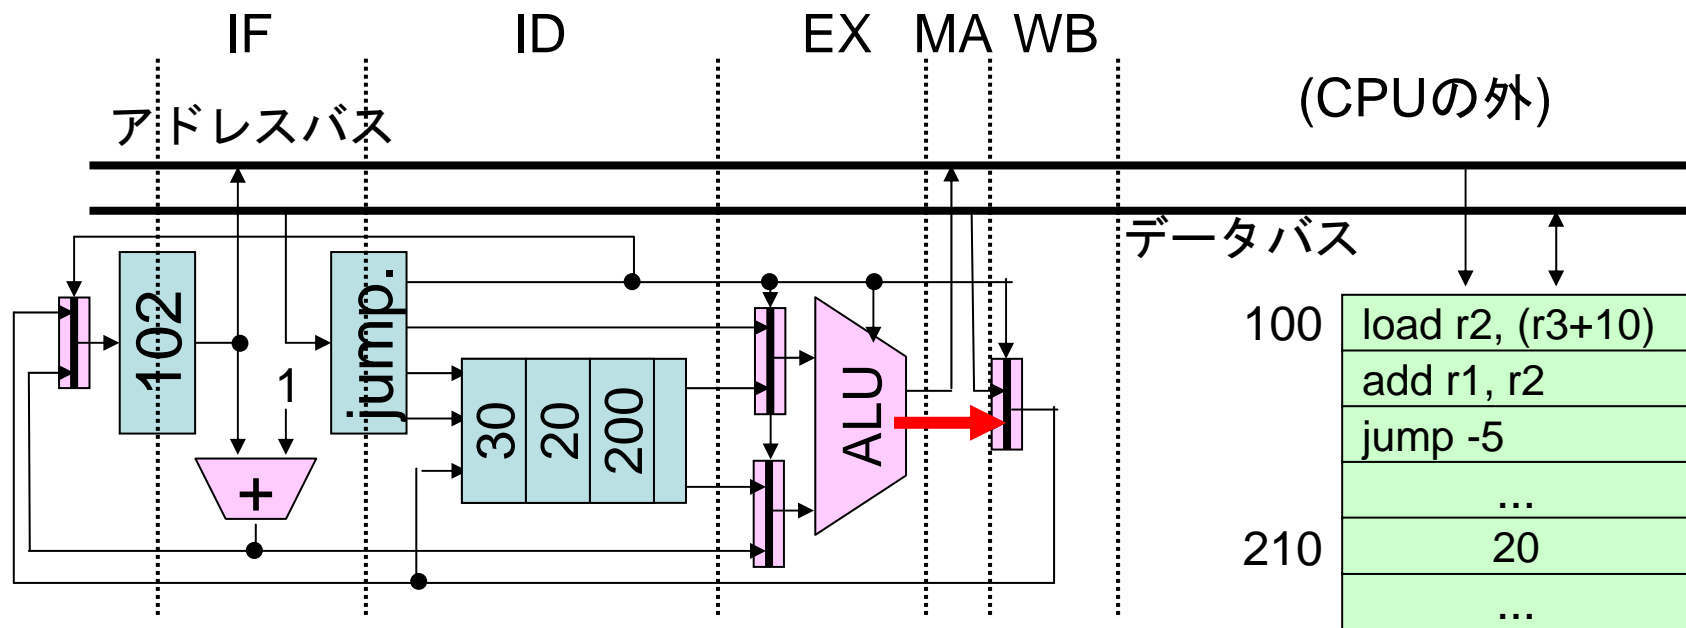 IF
ID
EX
MA
WB
(CPUの外)
アドレスバス
データバス
102
1
+
jump.
30
20
200
ALU
100
load r2, (r3+10)
add r1, r2
jump -5
...
210
20
...